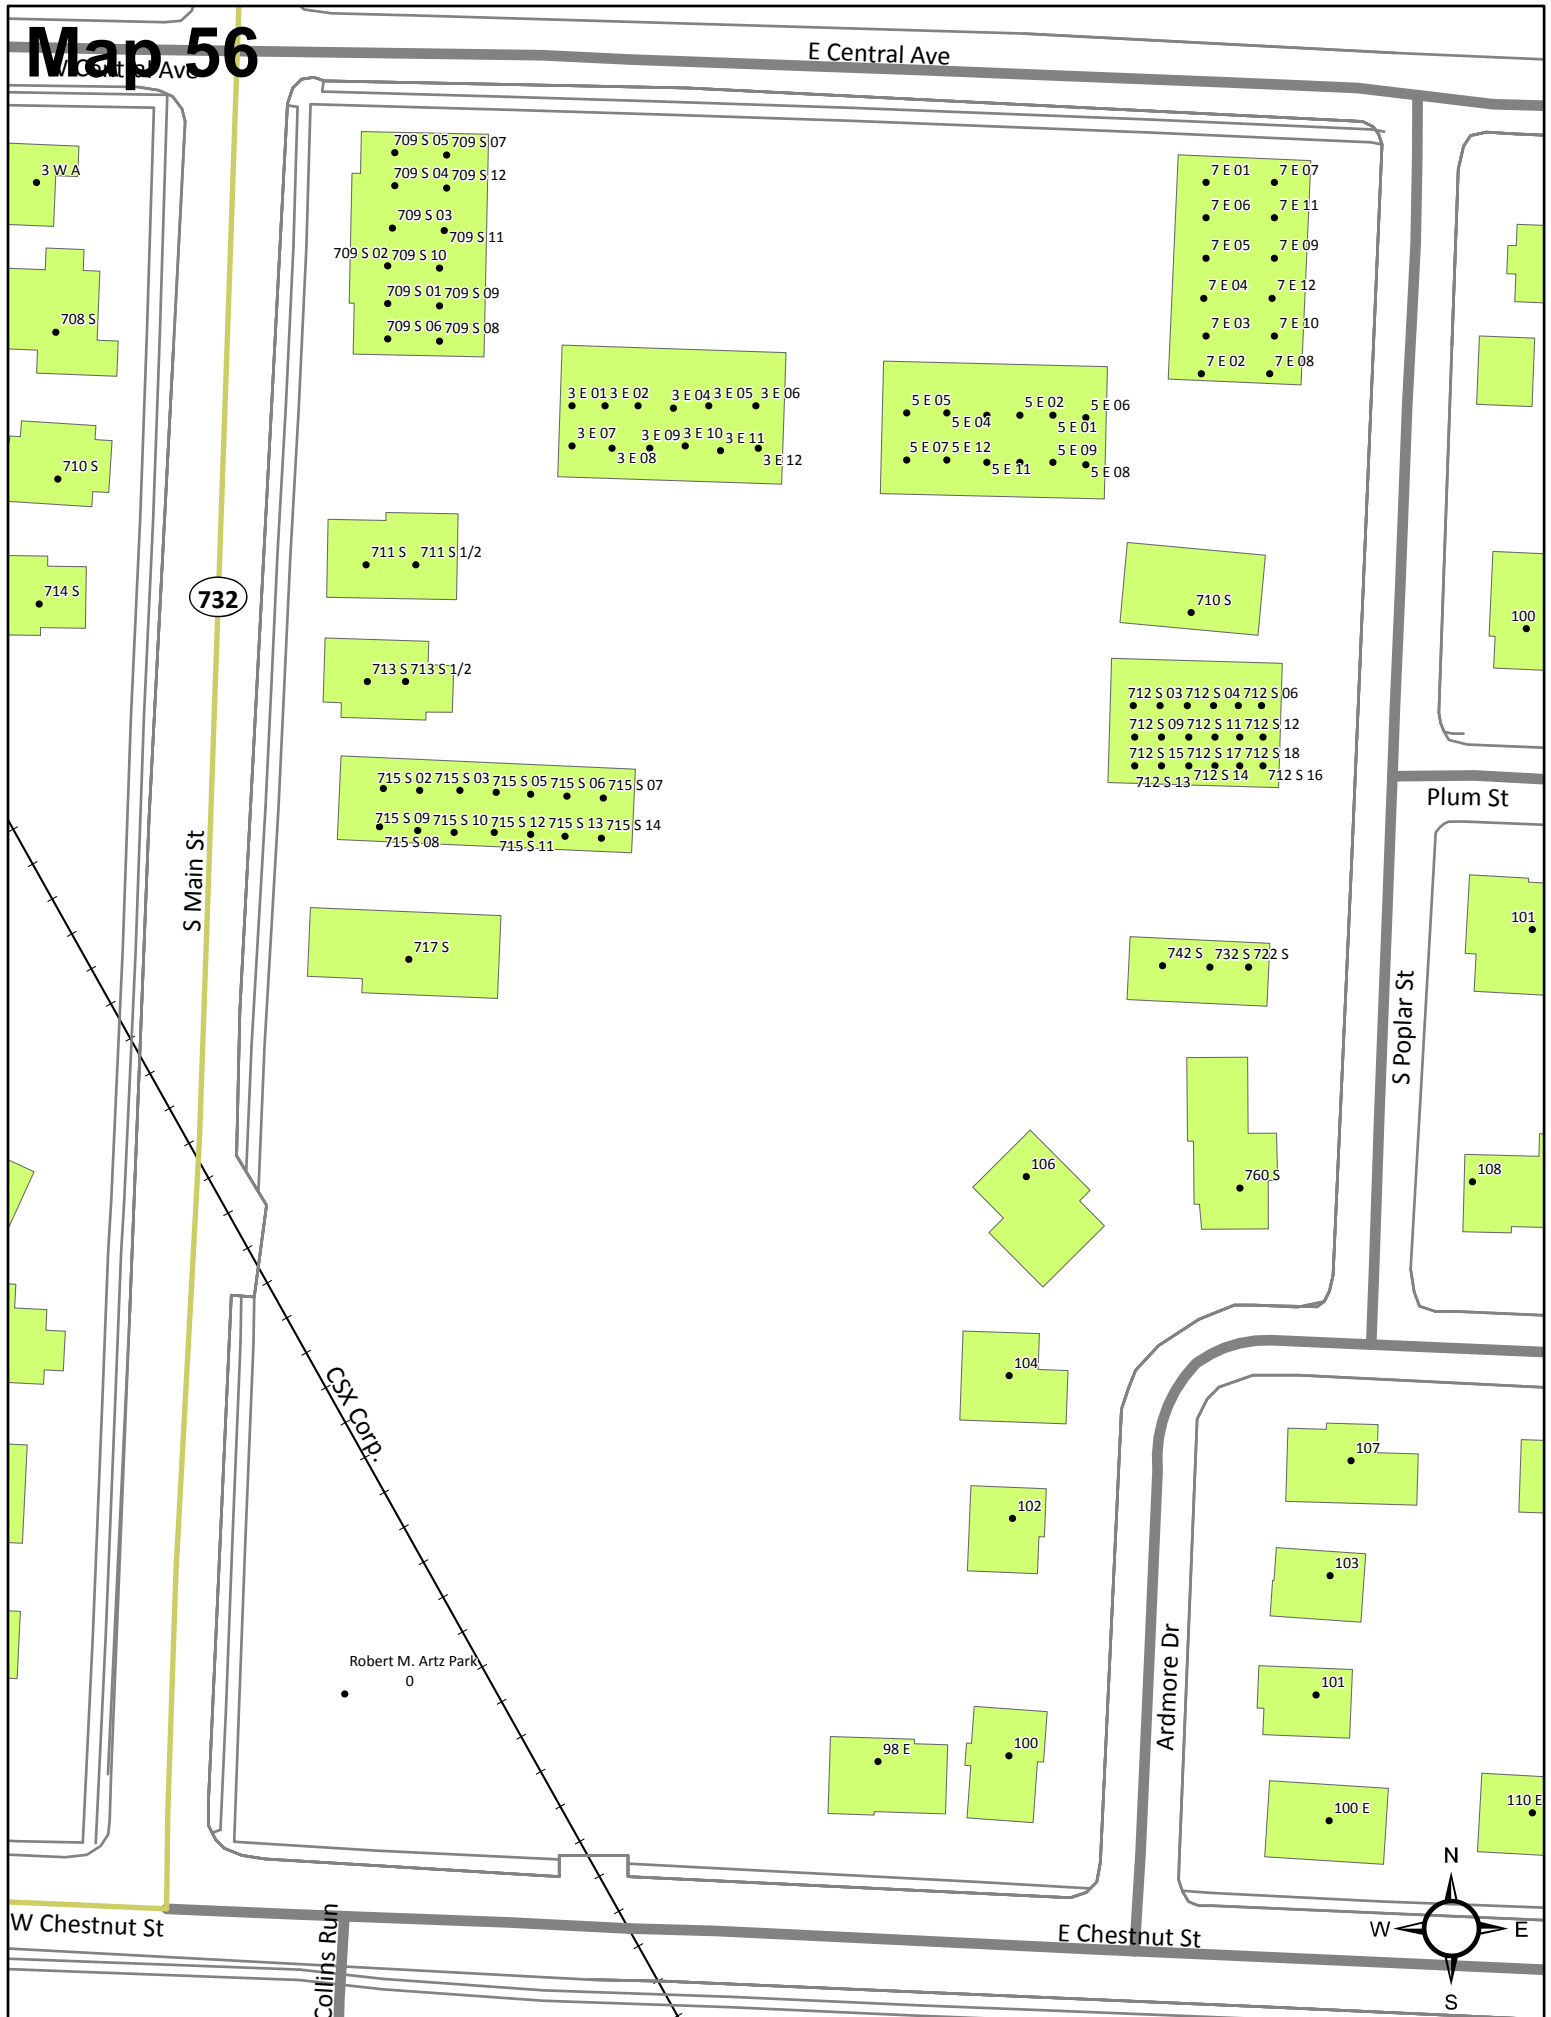 Map 56
W Central Ave
E Central Ave
3 W A
708 S
710 S
714 S
732
S Main St
709 S 05 709 S 07
709 S 04 709 S 12
709 S 03
709 S 11
709 S 02 709 S 10
709 S 01 709 S 09
709 S 06 709 S 08
7 E 01 7 E 07
7 E 06 7 E 11
7 E 05 7 E 09
7 E 04 7 E 12
7 E 03 7 E 10
7 E 02 7 E 08
3 E 01 3 E 02 3 E 04 3 E 05 3 E 06
3 E 07 3 E 09 3 E 10 3 E 11
3 E 08 3 E 12
5 E 05 5 E 02 5 E 06
5 E 04 5 E 01
5 E 07 5 E 12 5 E 09
5 E 11 5 E 08
711 S 711 S 1/2
713 S 713 S 1/2
710 S
100
712 S 03 712 S 04 712 S 06
712 S 09 712 S 11 712 S 12
712 S 15 712 S 17 712 S 18
712 S 13 712 S 14 712 S 16
Plum St
715 S 02 715 S 03 715 S 05 715 S 06 715 S 07
715 S 09 715 S 10 715 S 12 715 S 13 715 S 14
715 S 08 715 S 11
717 S
742 S 732 S 722 S
101
S Poplar St
106
760 S
108
104
CSX Corp.
102
107
103
101
Ardmore Dr
Robert M. Artz Park
0
98 E
100
100 E
110 E
W Chestnut St
Collins Run
E Chestnut St
N
W E
S